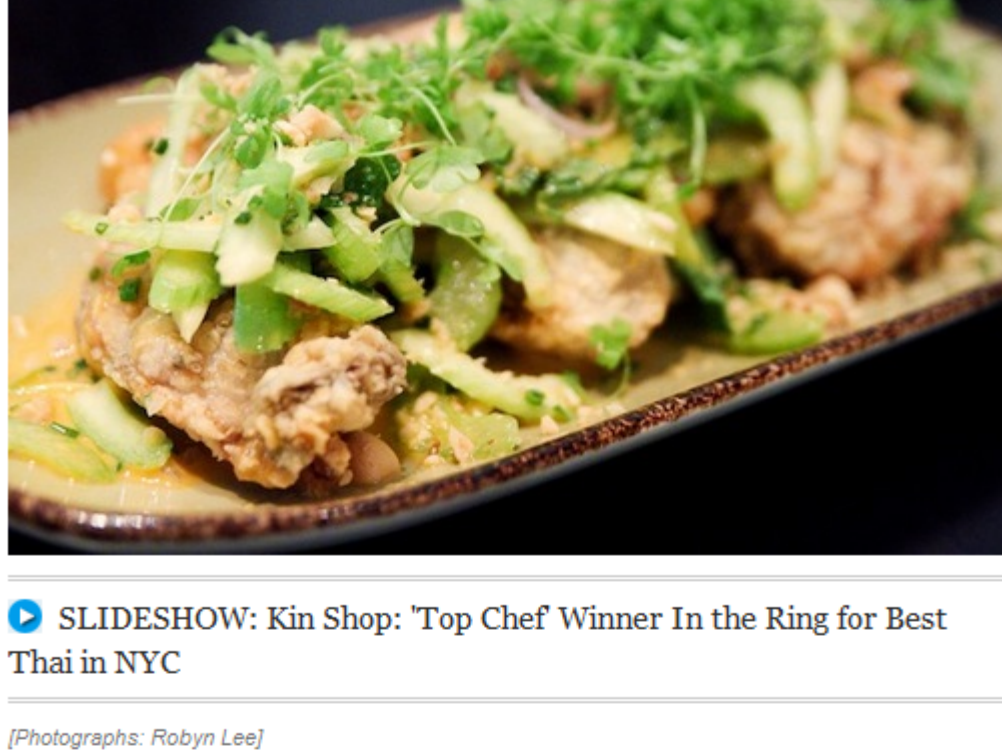 SLIDESHOW: Kin Shop: 'Top Chef' Winner In the Ring for Best
Thai in NYC
[Photographs: Robyn Lee]